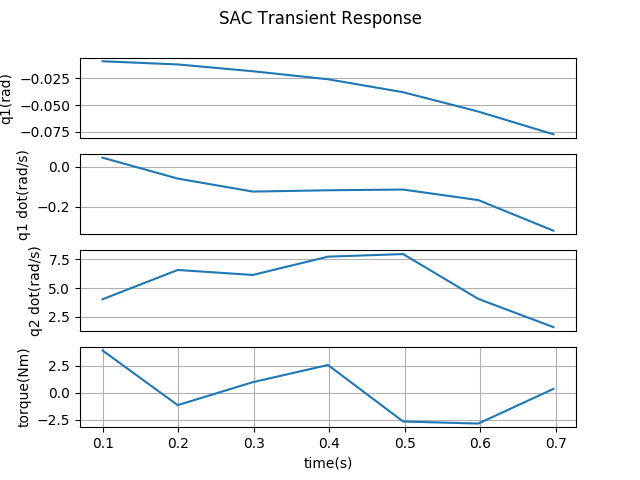 SAC Transient Response
q1(rad)
−0.025
−0.050
−0.075
q1 dot(rad/s)
0.0
−0.2
q2 dot(rad/s)
7.5
5.0
2.5
torque(Nm)
2.5
0.0
−2.5
0.1 0.2 0.3 0.4 0.5 0.6 0.7
time(s)